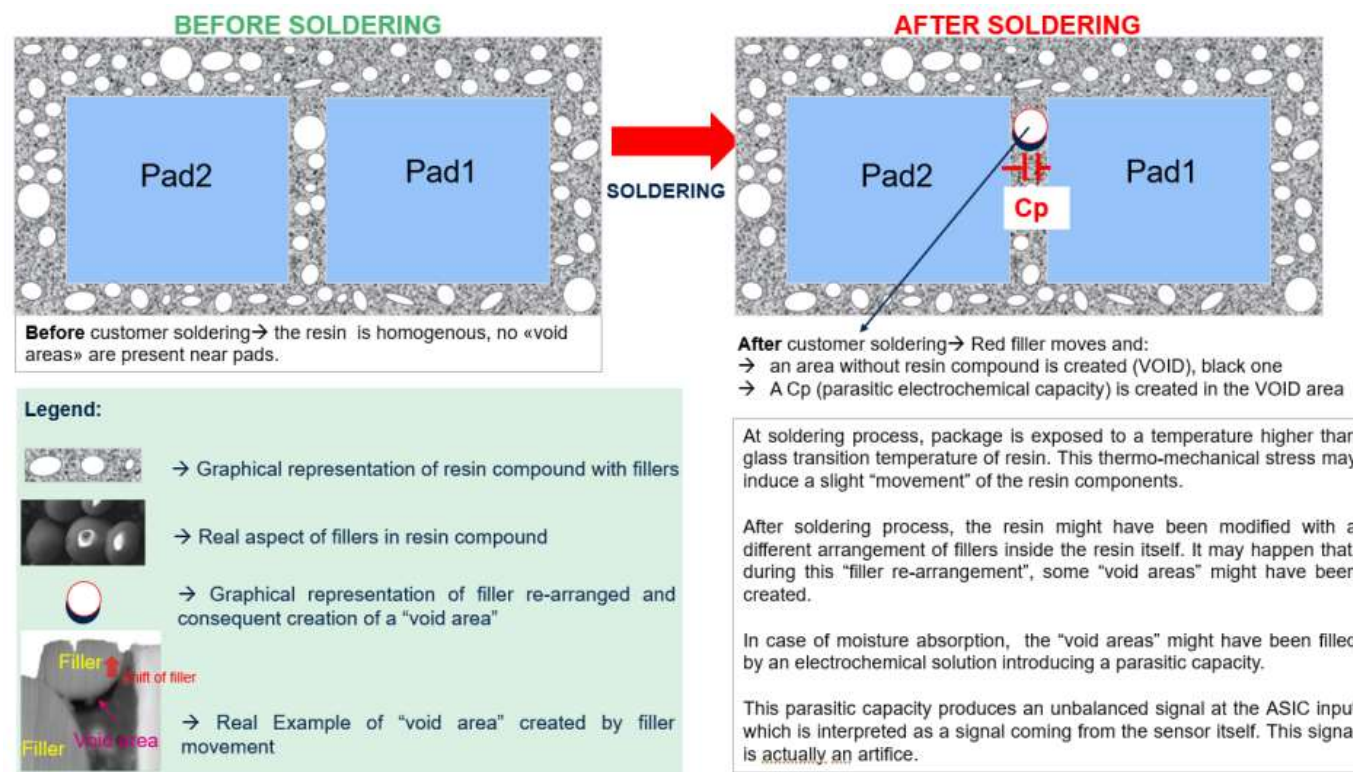 BEFORE SOLDERING
Pad2
Pad1
SOLDERING
AFTER SOLDERING
Pad2
Pad1
Cp
Before customer soldering→ the resin is homogenous, no «void
areas» are present near pads.
After customer soldering→ Red filler moves and:
→ an area without resin compound is created (VOID), black one
→ A Cp (parasitic electrochemical capacity) is created in the VOID area
Legend:
→ Graphical representation of resin compound with fillers
→ Real aspect of fillers in resin compound
→ Graphical representation of filler re-arranged and
consequent creation of a “void area”
Filler
shift of filler
Void area
Filler
→ Real Example of “void area” created by filler
movement
At soldering process, package is exposed to a temperature higher than
glass transition temperature of resin. This thermo-mechanical stress may
induce a slight “movement” of the resin components.
After soldering process, the resin might have been modified with a
different arrangement of fillers inside the resin itself. It may happen that
during this “filler re-arrangement”, some “void areas” might have been
created.
In case of moisture absorption, the “void areas” might have been filled
by an electrochemical solution introducing a parasitic capacity.
This parasitic capacity produces an unbalanced signal at the ASIC input
which is interpreted as a signal coming from the sensor itself. This signal
is actually an artifice.